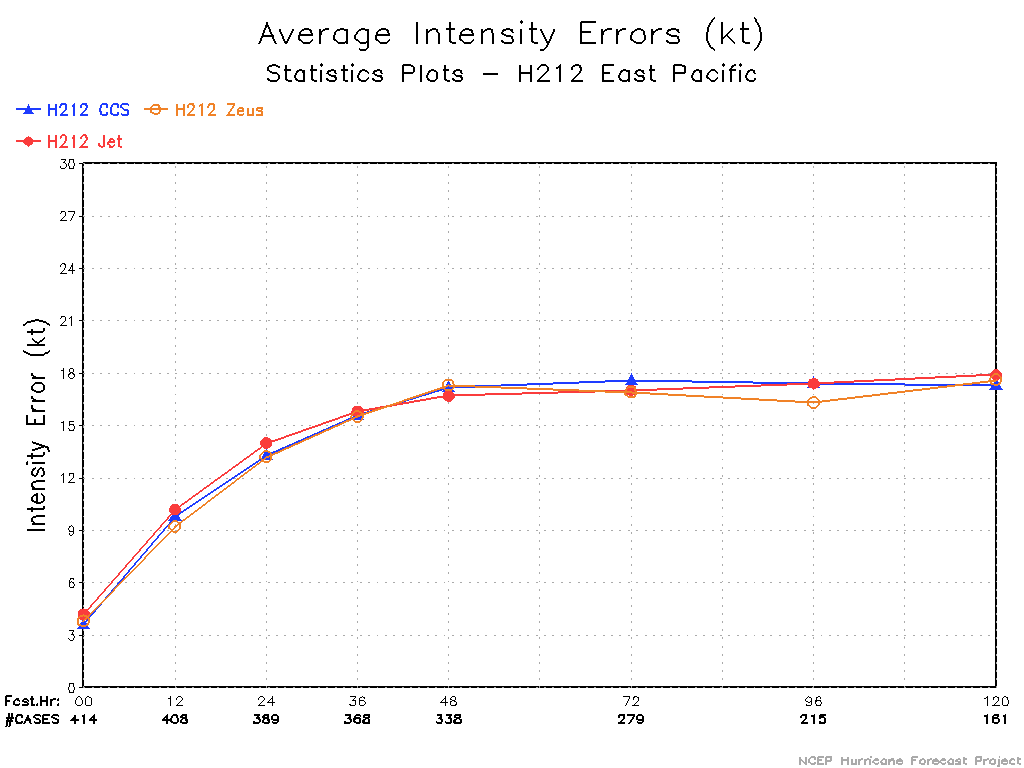 Average Intensity Errors (kt)
Statistics Plots - H212 East Pacific
H212 CCS H212 Zeus
H212 Jet
30
27
24
21
18
15
12
9
6
3
0
Intensity Error (kt)
Fcst.Hr: 00 12 24 36 48 72 96 120
#CASES 414 408 389 368 338 279 215 161
NCEP Hurricane Forecast Project